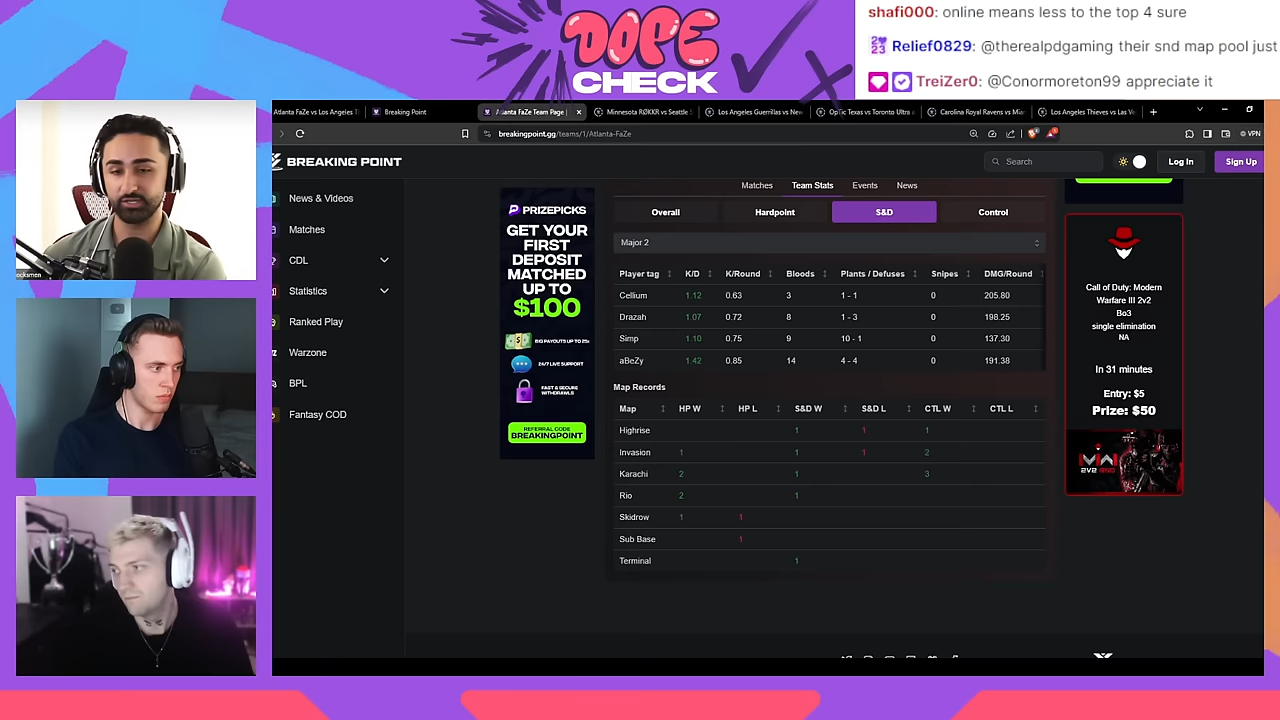 DOPE
CHECK
shafi000: online means less to the top 4 sure
Relief0829: @therealpdgaming their snd map pool just
TreiZer0: @Conormoreton99 appreciate it
Atlanta FaZe vs Los Angeles T
Breaking Point
Atlanta FaZe Team Page |
Minnesota RØKKR vs Seattle S
Los Angeles Guerrillas vs New
OpTic Texas vs Toronto Ultra
Carolina Royal Ravens vs Mia
Los Angeles Thieves vs Las Ve
breakingpoint.gg/teams/1/Atlanta-FaZe
VPN
BREAKING POINT
Search
Log In
Sign Up
News & Videos
Matches
CDL
Statistics
Ranked Play
Warzone
BPL
Fantasy COD
PRIZEPICKS
GET YOUR
FIRST
DEPOSIT
MATCHED
UP TO
$100
BIG PAYOUTS UP TO 25x
24/7 LIVE SUPPORT
FAST & SECURE
WITHDRAWLS
REFERRAL CODE
BREAKINGPOINT
Matches Team Stats Events News
Overall Hardpoint S&D Control
Major 2
Player tag K/D K/Round Bloods Plants / Defuses Snipes DMG/Round
Cellium 1.12 0.63 3 1 - 1 0 205.80
Drazah 1.07 0.72 8 1 - 3 0 198.25
Simp 1.10 0.75 9 10 - 1 0 137.30
aBeZy 1.42 0.85 14 4 - 4 0 191.38
Map Records
Map HP W HP L S&D W S&D L CTL W CTL L
Highrise 1 1 1
Invasion 1 1 1 2
Karachi 2 1 3
Rio 2 1
Skidrow 1 1
Sub Base 1
Terminal 1
Call of Duty: Modern
Warfare III 2v2
Bo3
single elimination
NA
In 31 minutes
Entry: $5
Prize: $50
ocksmen